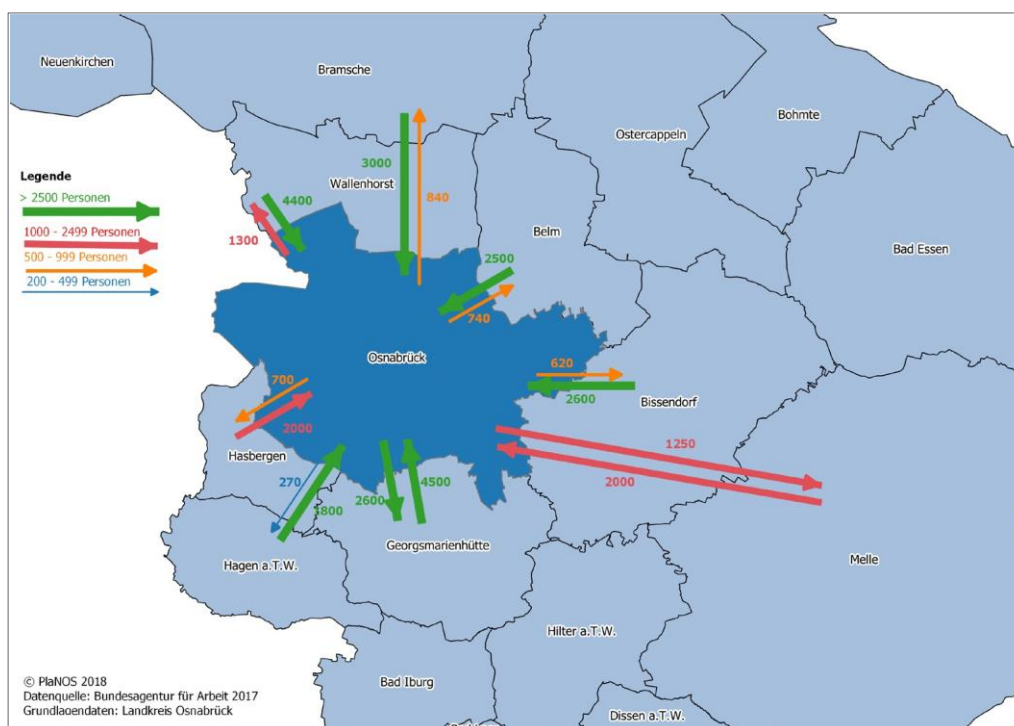 Neuenkirchen
Bramsche
Bohmte
Ostercappeln
Legende
> 2500 Personen
1000 - 2499 Personen
500 - 999 Personen
200 - 499 Personen
3000
Wallenhorst
840
4400
1300
Belm
Bad Essen
2500
740
Osnabrück
620
2600
Bissendorf
700
2000
Hasbergen
1250
2000
270
2600
4500
Georgsmarienhütte
Hagen a.T.W.
Melle
Hilter a.T.W.
Bad Iburg
Dissen a.T.W.
© PlaNOS 2018
Datenquelle: Bundesagentur für Arbeit 2017
Grundlagendaten: Landkreis Osnabrück